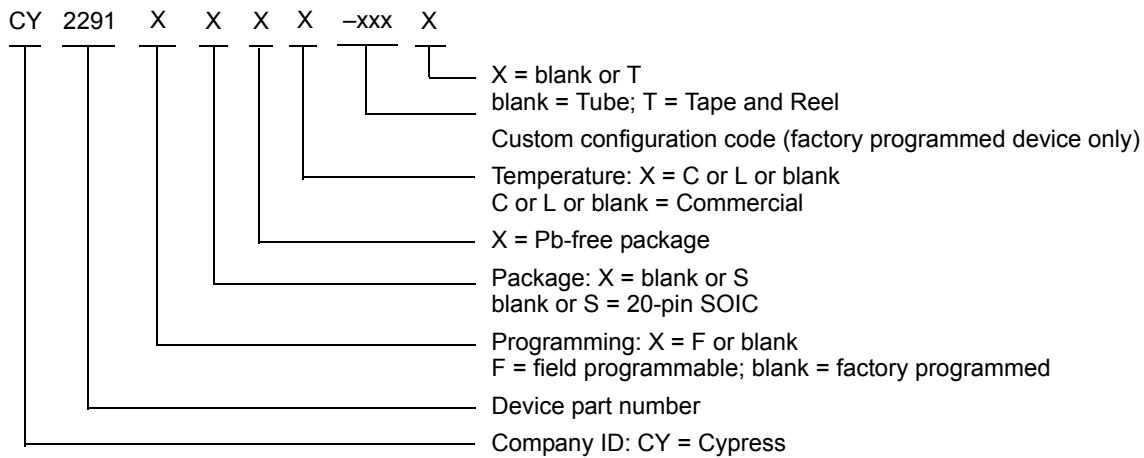 CY 2291 X X X X –xxx X
X = blank or T
blank = Tube; T = Tape and Reel
Custom configuration code (factory programmed device only)
Temperature: X = C or L or blank
C or L or blank = Commercial
X = Pb-free package
Package: X = blank or S
blank or S = 20-pin SOIC
Programming: X = F or blank
F = field programmable; blank = factory programmed
Device part number
Company ID: CY = Cypress